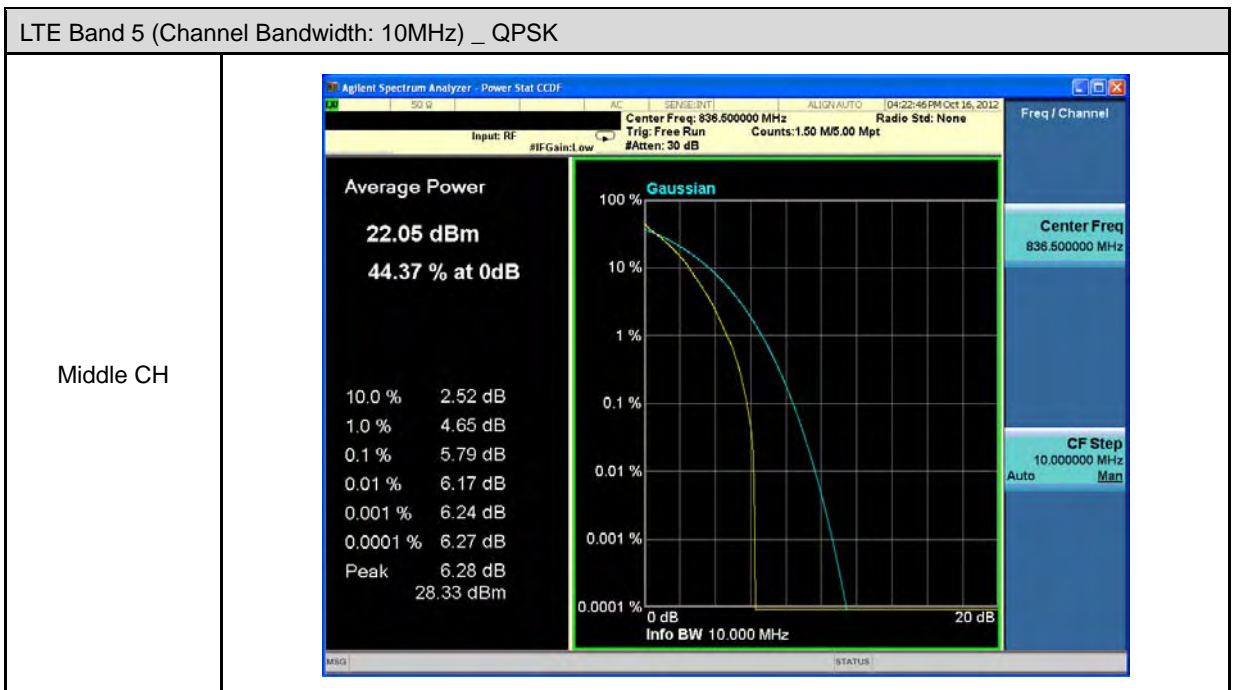 LTE Band 5 (Channel Bandwidth: 10MHz) _ QPSK
Middle CH
Agilent Spectrum Analyzer - Power Stat CCDF
50 Ω AC SENSE:INT ALIGN AUTO 04:22:46 PM Oct 16, 2012
Center Freq: 836.500000 MHz Radio Std: None
Input: RF Trig: Free Run Counts:1.50 M/5.00 Mpt
#IFGain:Low #Atten: 30 dB
Freq / Channel
Average Power
22.05 dBm
44.37 % at 0dB
10.0 % 2.52 dB
1.0 % 4.65 dB
0.1 % 5.79 dB
0.01 % 6.17 dB
0.001 % 6.24 dB
0.0001 % 6.27 dB
Peak 6.28 dB
28.33 dBm
Gaussian
100 %
10 %
1 %
0.1 %
0.01 %
0.001 %
0.0001 %
0 dB 20 dB
Info BW 10.000 MHz
Center Freq
836.500000 MHz
CF Step
10.000000 MHz
Auto Man
MSG STATUS